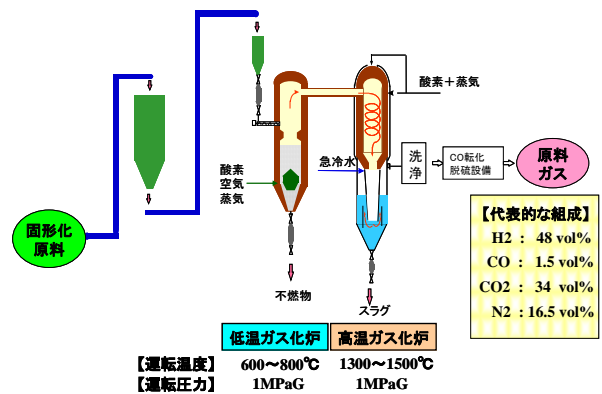 酸素＋蒸気
急冷水
洗浄
CO転化
脱硫設備
原料
ガス
酸素
空気
蒸気
固形化
原料
不燃物
スラグ
【代表的な組成】
H2 : 48 vol%
CO : 1.5 vol%
CO2 : 34 vol%
N2 : 16.5 vol%
低温ガス化炉 高温ガス化炉
【運転温度】 600～800℃ 1300～1500℃
【運転圧力】 1MPaG 1MPaG